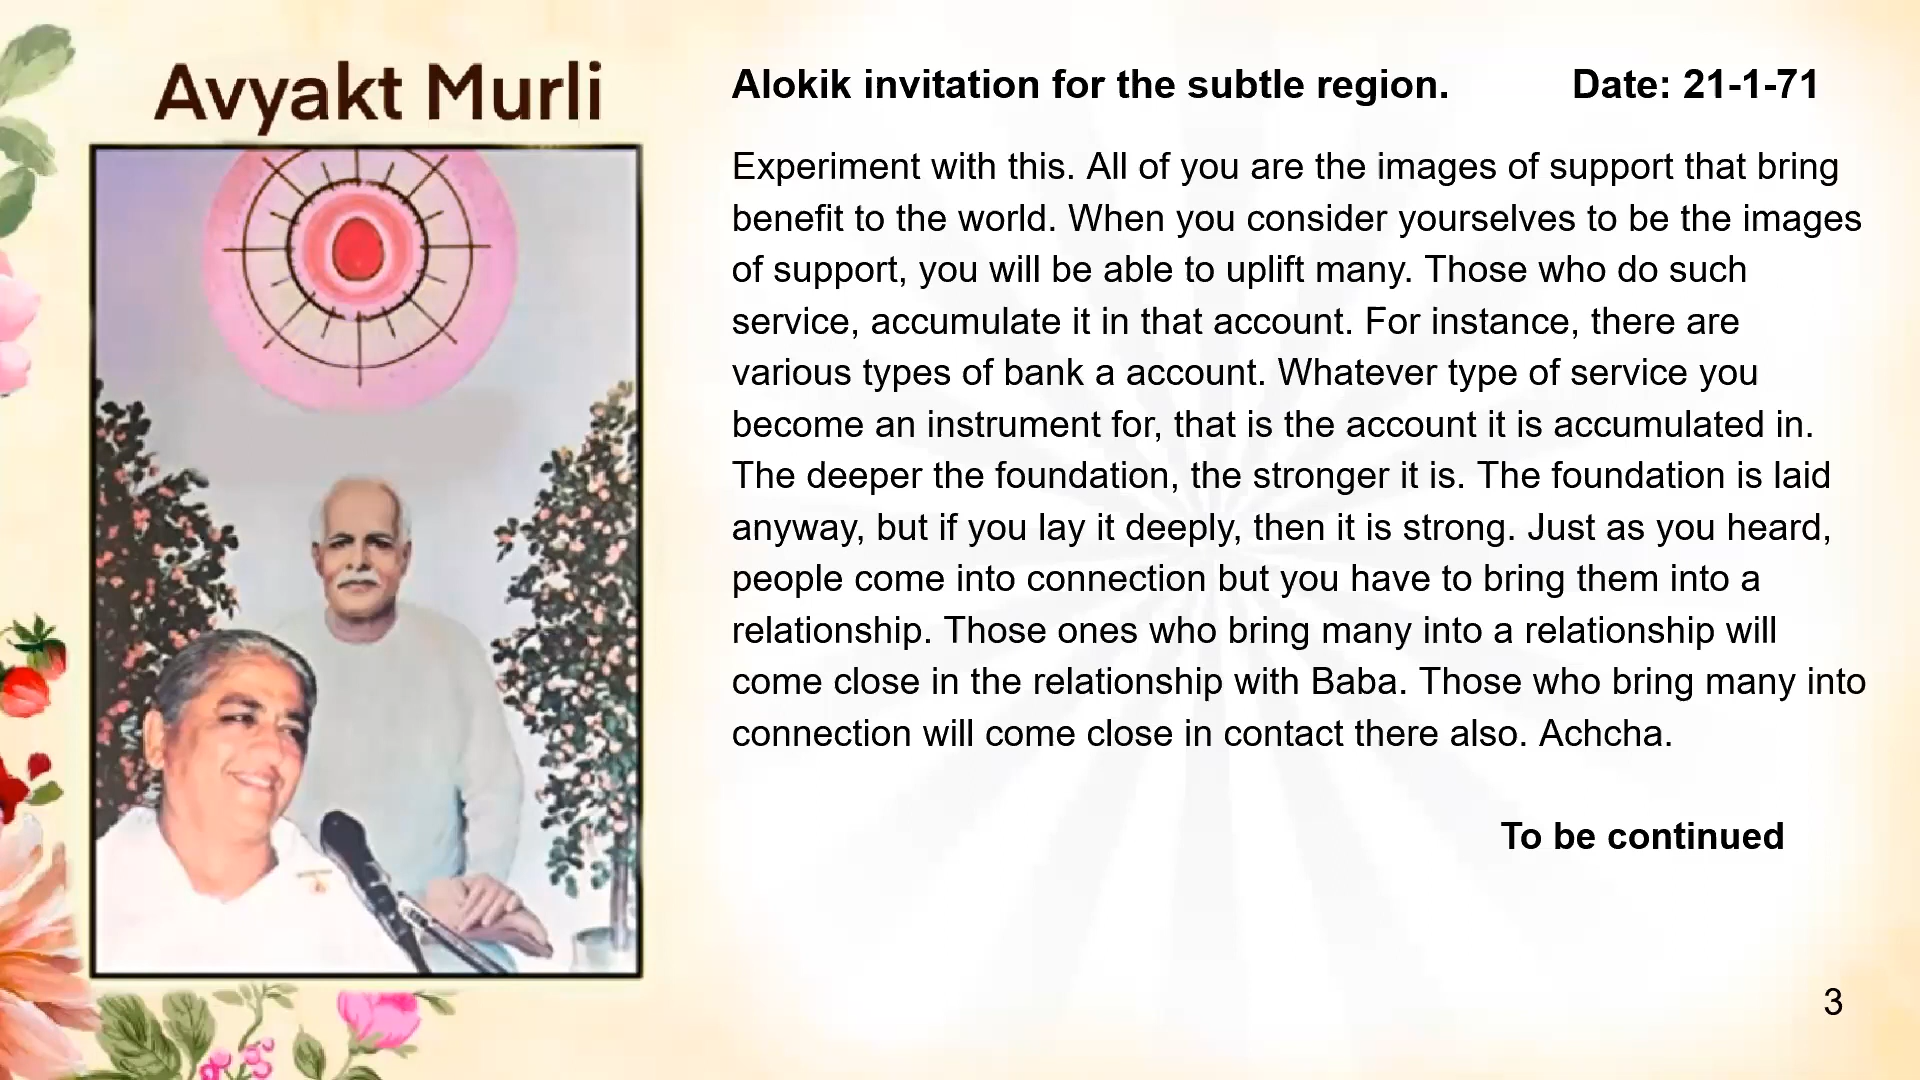 Avyakt Murli
Alokik invitation for the subtle region. Date: 21-1-71
Experiment with this. All of you are the images of support that bring
benefit to the world. When you consider yourselves to be the images
of support, you will be able to uplift many. Those who do such
service, accumulate it in that account. For instance, there are
various types of bank a account. Whatever type of service you
become an instrument for, that is the account it is accumulated in.
The deeper the foundation, the stronger it is. The foundation is laid
anyway, but if you lay it deeply, then it is strong. Just as you heard,
people come into connection but you have to bring them into a
relationship. Those ones who bring many into a relationship will
come close in the relationship with Baba. Those who bring many into
connection will come close in contact there also. Achcha.
To be continued
3